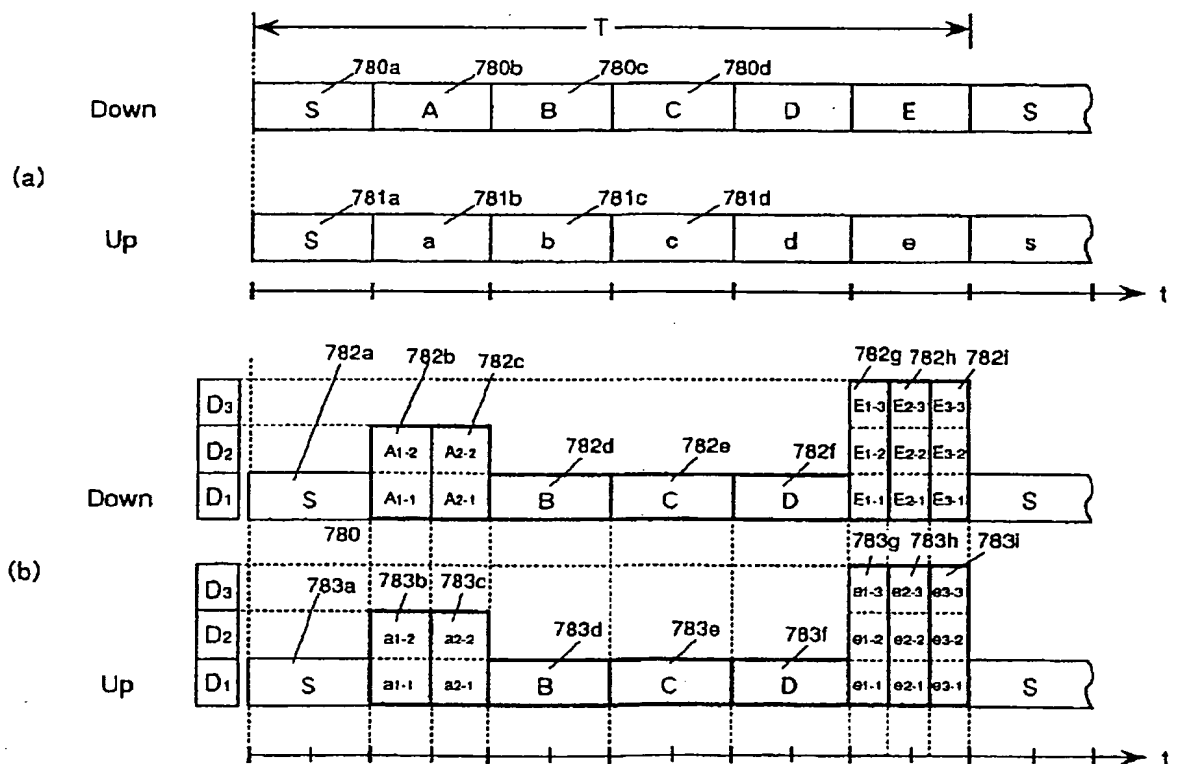 (a)
T
780a 780b 780c 780d
Down S A B C D E S
781a 781b 781c 781d
Up S a b c d e s
t
782a 782b 782c 782d 782e 782f 782g 782h 782i
D3 E1-3 E2-3 E3-3
D2 A1-2 A2-2 E1-2 E2-2 E3-2
Down D1 S A1-1 A2-1 B C D E1-1 E2-1 E3-1 S
780
(b)
783a 783b 783c 783d 783e 783f 783g 783h 783i
D3 e1-3 e2-3 e3-3
D2 a1-2 a2-2 e1-2 e2-2 e3-2
Up D1 S a1-1 a2-1 B C D e1-1 e2-1 e3-1 S
t